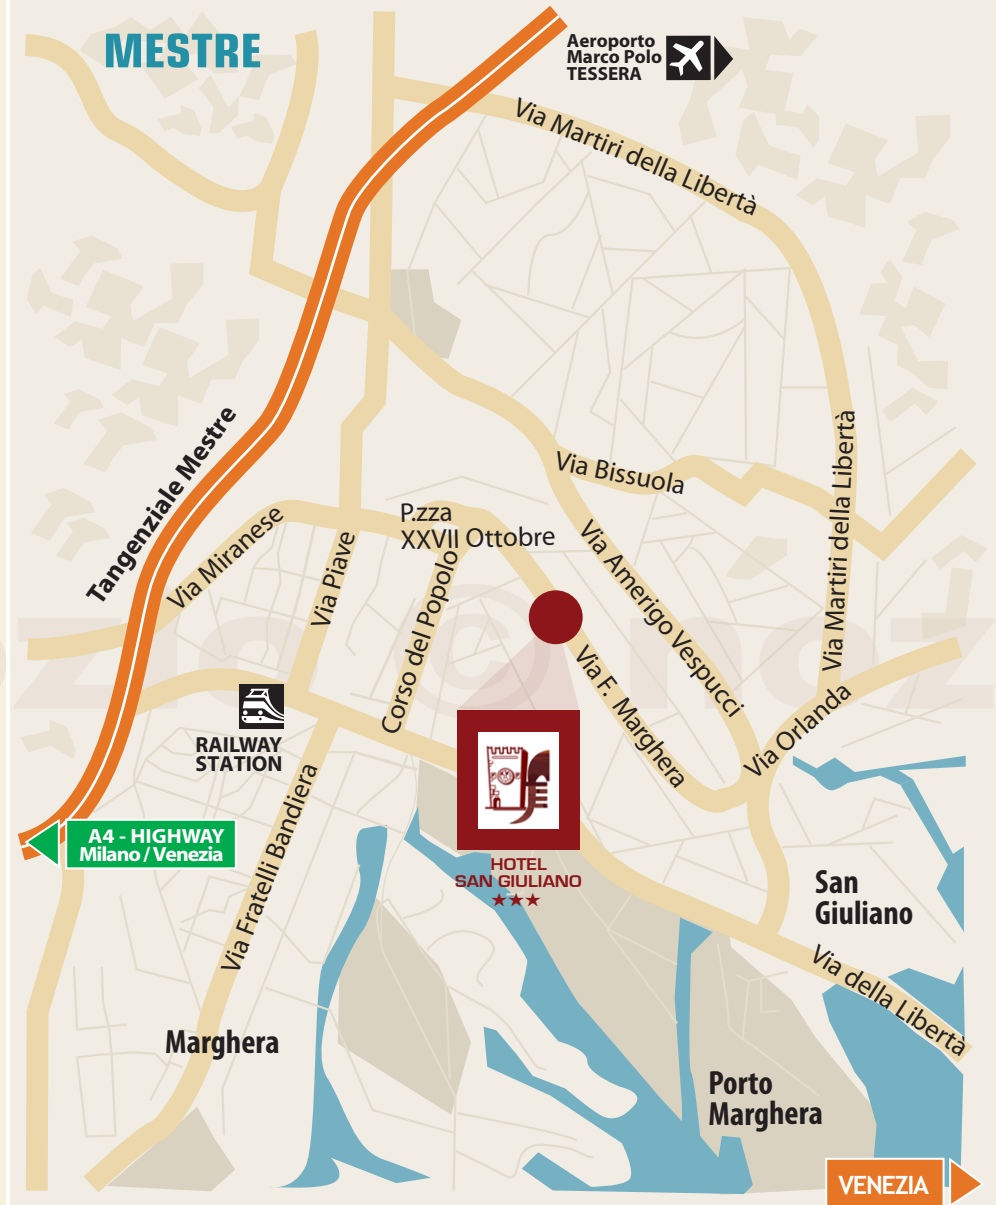 MESTRE
Aeroporto
Marco Polo
TESSERA
Via Martiri della Libertà
Tangenziale Mestre
Via Bissuola
Via Martiri della Libertà
P.zza
XXVII Ottobre
Via Miranese
Via Piave
Corso del Popolo
Via Amerigo Vespucci
Via F. Marghera
Via Orlanda
RAILWAY
STATION
A4 - HIGHWAY
Milano / Venezia
Via Fratelli Bandiera
HOTEL
SAN GIULIANO
★★★
San
Giuliano
Via della Libertà
Marghera
Porto
Marghera
VENEZIA